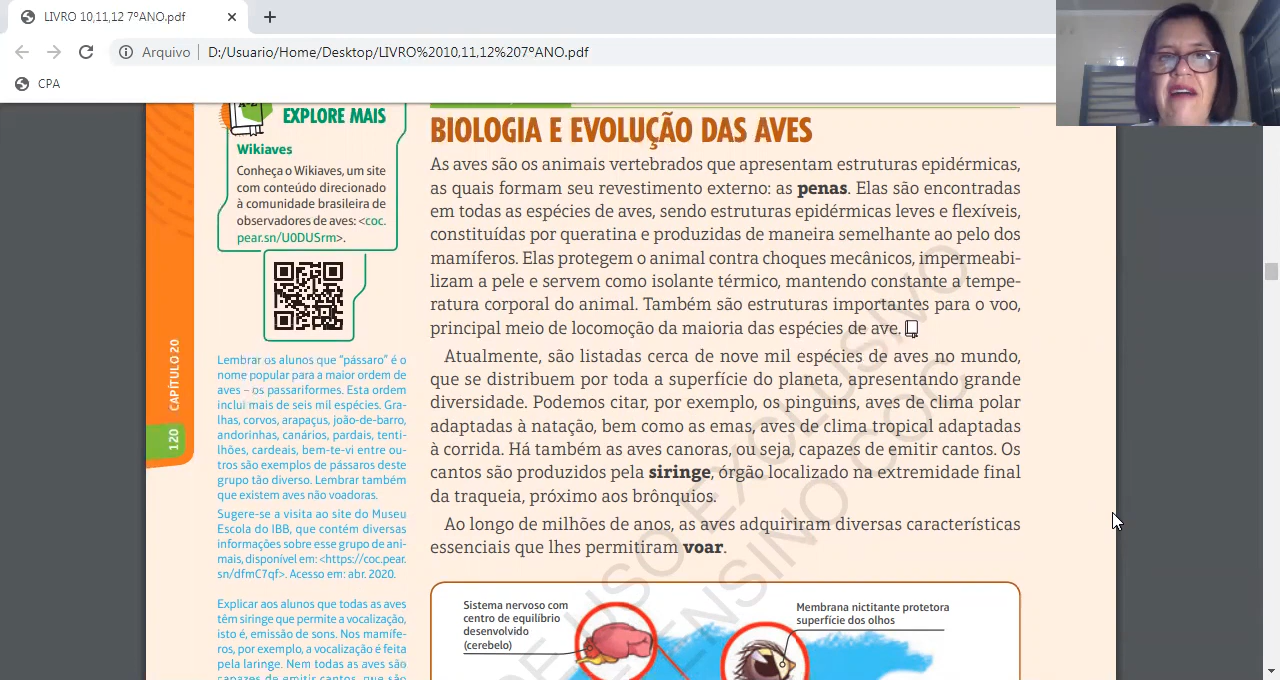 LIVRO 10,11,12 7ºANO.pdf
Arquivo
D:/Usuario/Home/Desktop/LIVRO%2010,11,12%207ºANO.pdf
CPA
A-Z
EXPLORE MAIS
Wikiaves
Conheça o Wikiaves, um site
com conteúdo direcionado
à comunidade brasileira de
observadores de aves: <coc.
pear.sn/U0DUSrm>.
CAPÍTULO 20
120
Lembrar os alunos que “pássaro” é o
nome popular para a maior ordem de
aves – os passariformes. Esta ordem
inclui mais de seis mil espécies. Gra-
lhas, corvos, arapaçus, joão-de-barro,
andorinhas, canários, pardais, tenti-
lhões, cardeais, bem-te-vi entre ou-
tros são exemplos de pássaros deste
grupo tão diverso. Lembrar também
que existem aves não voadoras.
Sugere-se a visita ao site do Museu
Escola do IBB, que contém diversas
informações sobre esse grupo de ani-
mais, disponível em: <https://coc.pear.
sn/dfmC7qf>. Acesso em: abr. 2020.
Explicar aos alunos que todas as aves
têm siringe que permite a vocalização,
isto é, emissão de sons. Nos mamífe-
ros, por exemplo, a vocalização é feita
pela laringe. Nem todas as aves são
capazes de emitir cantos, que são
BIOLOGIA E EVOLUÇÃO DAS AVES
As aves são os animais vertebrados que apresentam estruturas epidérmicas,
as quais formam seu revestimento externo: as penas. Elas são encontradas
em todas as espécies de aves, sendo estruturas epidérmicas leves e flexíveis,
constituídas por queratina e produzidas de maneira semelhante ao pelo dos
mamíferos. Elas protegem o animal contra choques mecânicos, impermeabi-
lizam a pele e servem como isolante térmico, mantendo constante a tempe-
ratura corporal do animal. Também são estruturas importantes para o voo,
principal meio de locomoção da maioria das espécies de ave.
Atualmente, são listadas cerca de nove mil espécies de aves no mundo,
que se distribuem por toda a superfície do planeta, apresentando grande
diversidade. Podemos citar, por exemplo, os pinguins, aves de clima polar
adaptadas à natação, bem como as emas, aves de clima tropical adaptadas
à corrida. Há também as aves canoras, ou seja, capazes de emitir cantos. Os
cantos são produzidos pela siringe, órgão localizado na extremidade final
da traqueia, próximo aos brônquios.
Ao longo de milhões de anos, as aves adquiriram diversas características
essenciais que lhes permitiram voar.
Sistema nervoso com
centro de equilíbrio
desenvolvido
(cerebelo)
Membrana nictitante protetora
superfície dos olhos
DE USO EXCLUSIVO
ENSINO COC